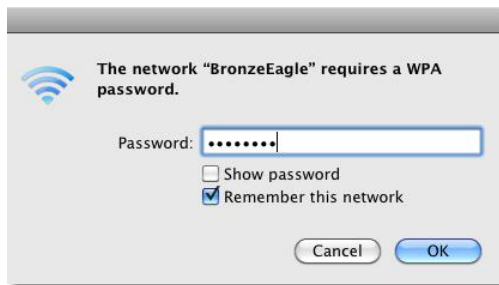 The network “BronzeEagle” requires a WPA
password.
Password: ••••••••
Show password
Remember this network
Cancel OK